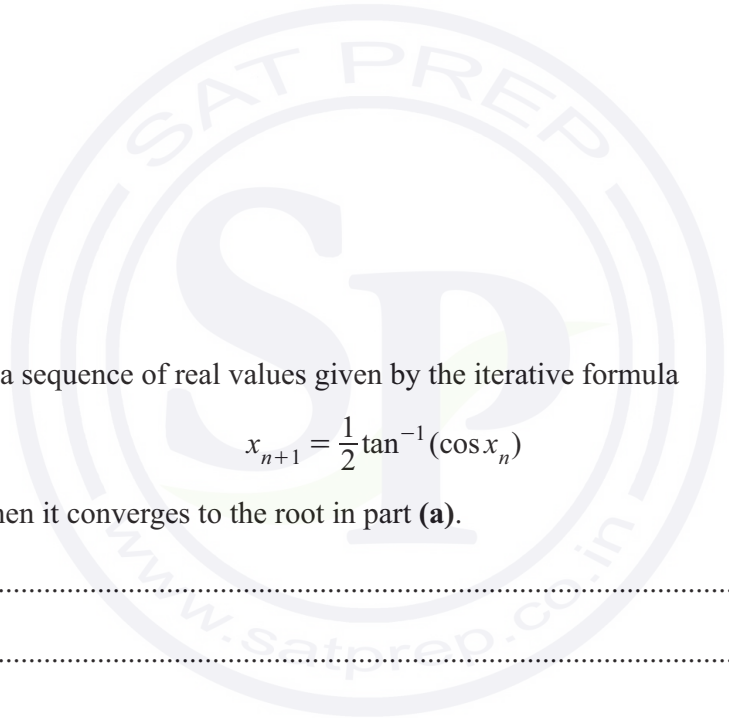 SAT PREP
SP
a sequence of real values given by the iterative formula
x_{n+1} = \frac{1}{2} tan^{-1} (cos x_n)
hen it converges to the root in part (a).
www.satprep.co.in